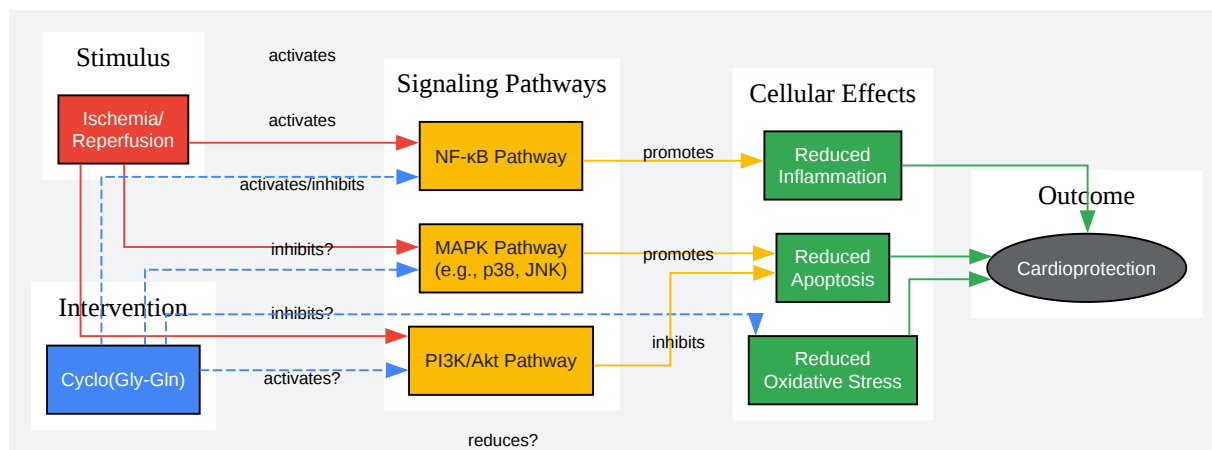 Stimulus
Ischemia/
Reperfusion
Intervention
Cyclo(Gly-Gln)
activates
activates
activates/inhibits
inhibits?
inhibits?
activates?
reduces?
Signaling Pathways
NF-κB Pathway
MAPK Pathway
(e.g., p38, JNK)
PI3K/Akt Pathway
promotes
promotes
inhibits
Cellular Effects
Reduced
Inflammation
Reduced
Apoptosis
Reduced
Oxidative Stress
Outcome
Cardioprotection